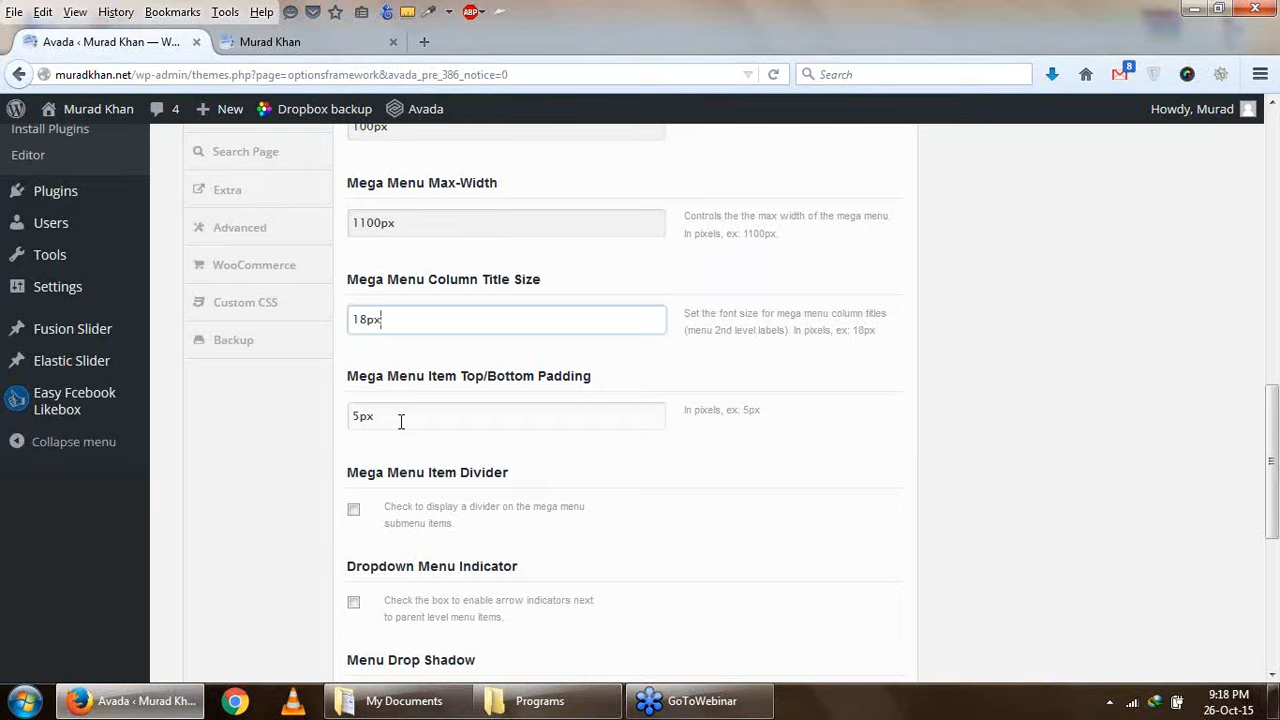 File Edit View History Bookmarks Tools Help
ABP
Avada ‹ Murad Khan — W...
Murad Khan
muradkhan.net/wp-admin/themes.php?page=optionsframework&avada_pre_386_notice=0
Search
8
Murad Khan
4
New
Dropbox backup
Avada
Howdy, Murad
Install Plugins
Editor
Plugins
Users
Tools
Settings
Fusion Slider
Elastic Slider
Easy Fcebook
Likebox
Collapse menu
Search Page
Extra
Advanced
WooCommerce
Custom CSS
Backup
100px
Mega Menu Max-Width
1100px
Controls the the max width of the mega menu.
In pixels, ex: 1100px.
Mega Menu Column Title Size
18px
Set the font size for mega menu column titles
(menu 2nd level labels). In pixels, ex: 18px
Mega Menu Item Top/Bottom Padding
5px
In pixels, ex: 5px
Mega Menu Item Divider
Check to display a divider on the mega menu
submenu items.
Dropdown Menu Indicator
Check the box to enable arrow indicators next
to parent level menu items.
Menu Drop Shadow
Avada ‹ Murad Kh...
My Documents
Programs
GoToWebinar
9:18 PM
26-Oct-15